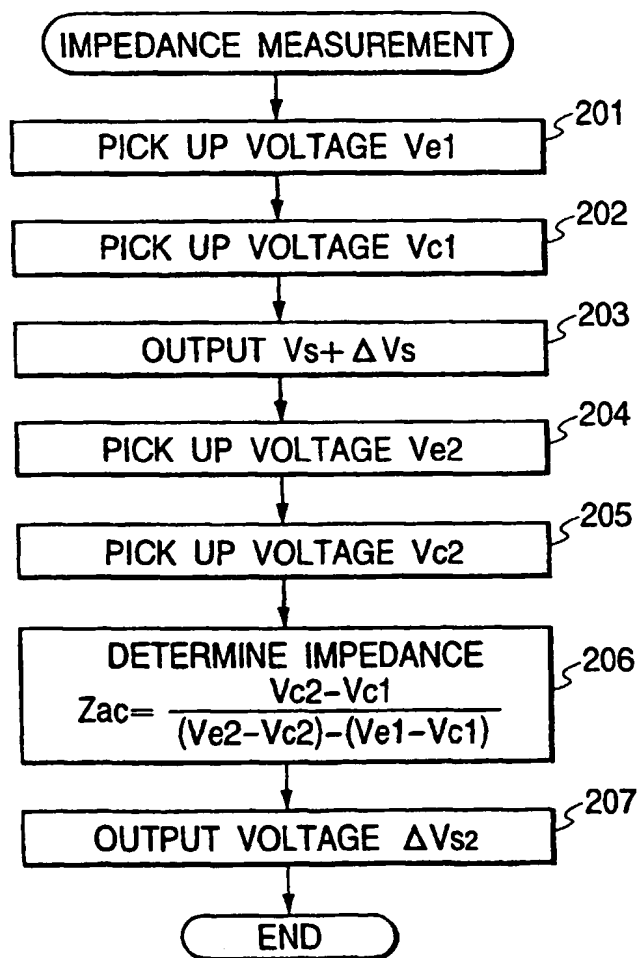 IMPEDANCE MEASUREMENT
201
PICK UP VOLTAGE Ve1
202
PICK UP VOLTAGE Vc1
203
OUTPUT Vs+ΔVs
204
PICK UP VOLTAGE Ve2
205
PICK UP VOLTAGE Vc2
206
DETERMINE IMPEDANCE
Zac= Vc2-Vc1
(Ve2-Vc2)-(Ve1-Vc1)
207
OUTPUT VOLTAGE ΔVs2
END